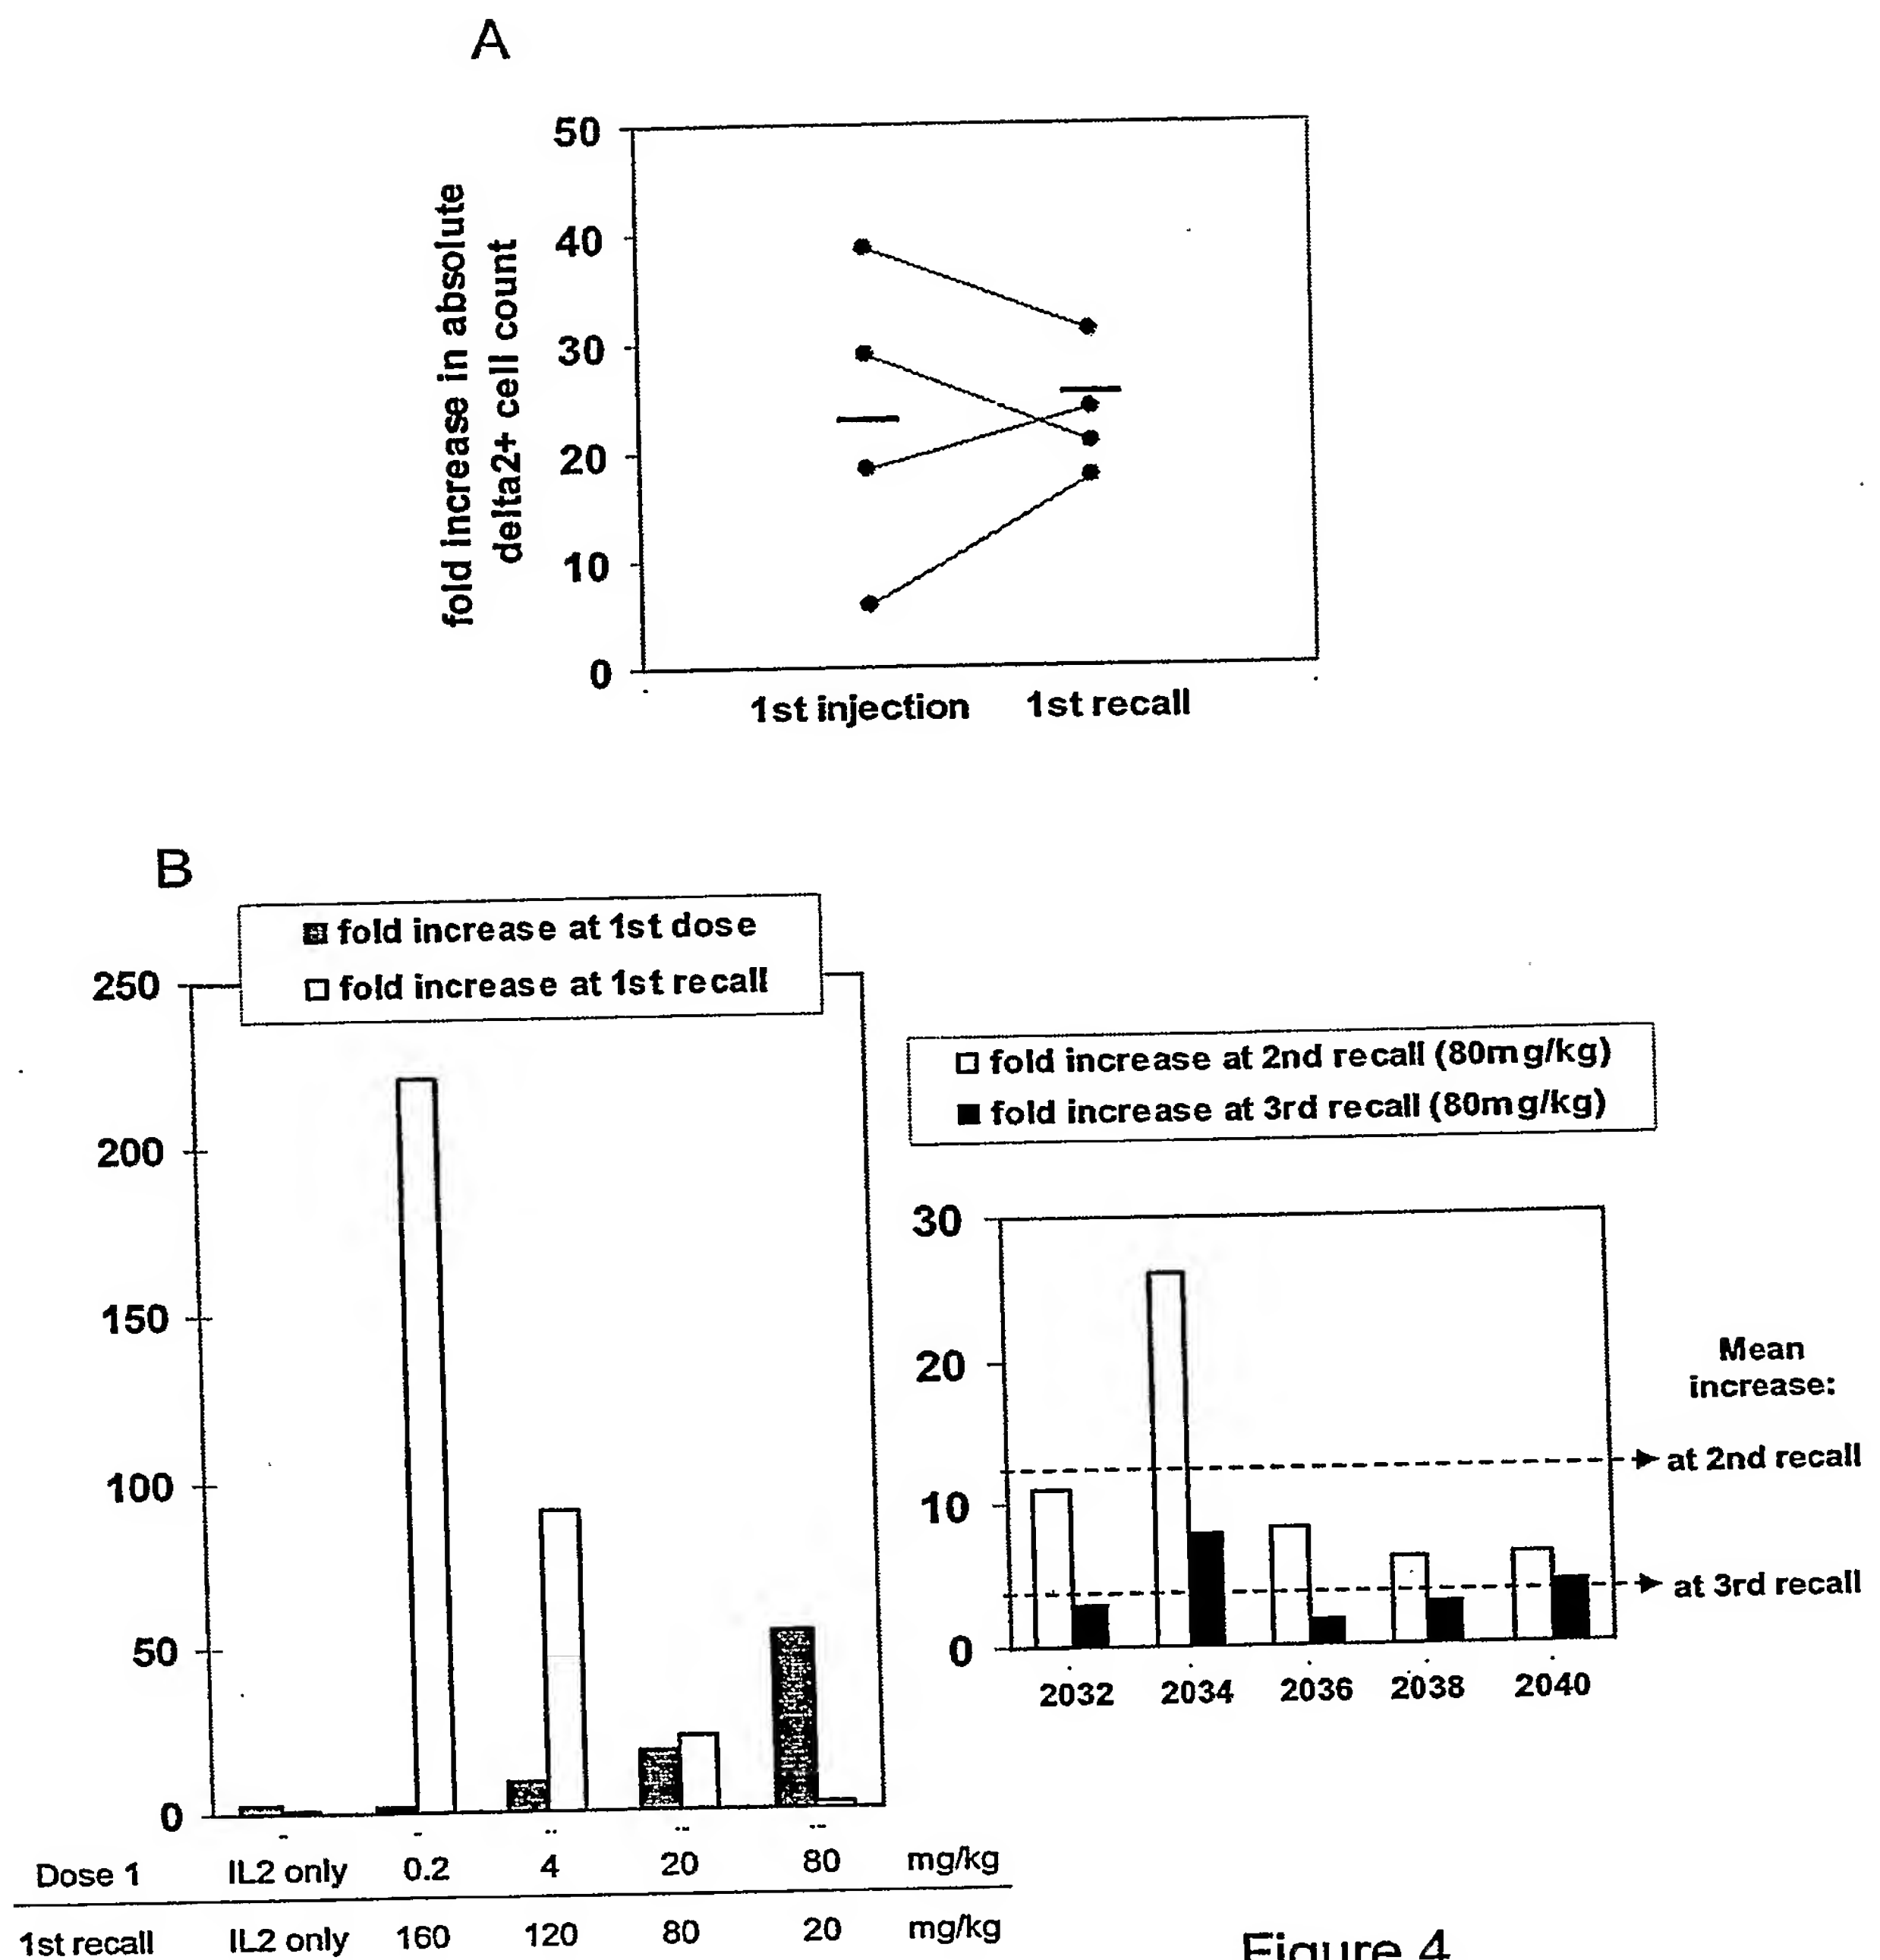 A
50
40
30
20
10
0
fold increase in absolute
delta2+ cell count
1st injection 1st recall
B
fold increase at 1st dose
fold increase at 1st recall
250
200
150
100
50
0
Dose 1 IL2 only 0.2 4 20 80 mg/kg
1st recall IL2 only 160 120 80 20 mg/kg
fold increase at 2nd recall (80mg/kg)
fold increase at 3rd recall (80mg/kg)
30
20
10
0
2032 2034 2036 2038 2040
Mean
increase:
at 2nd recall
at 3rd recall
Figure 4